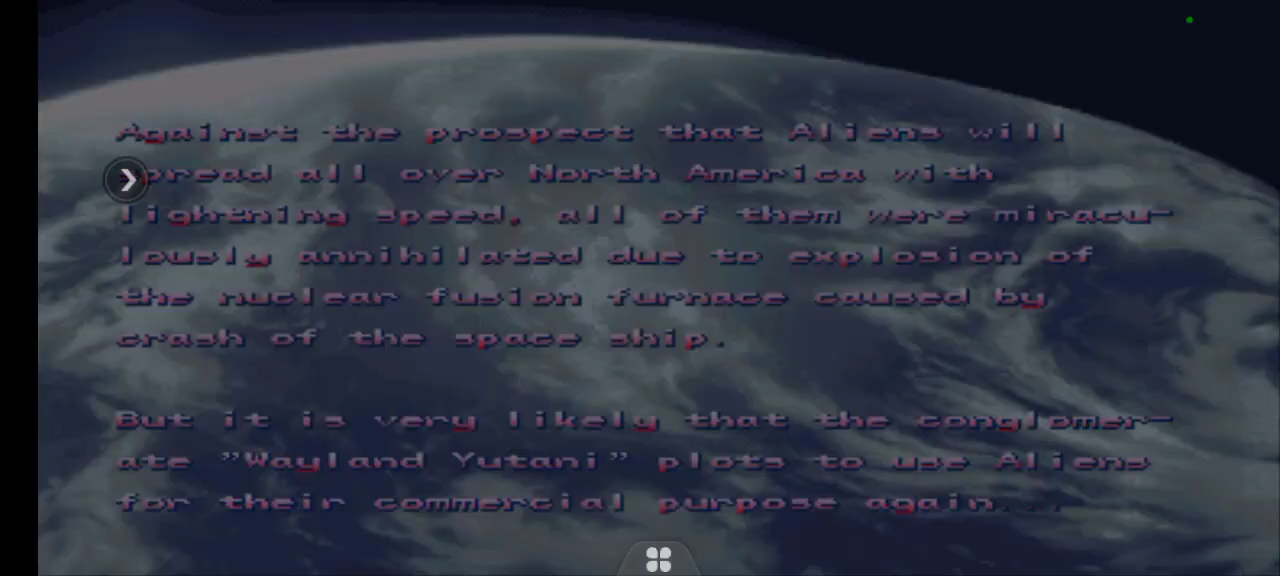 Against the prospect that Aliens will
spread all over North America with
lightning speed, all of them were miracu-
lously annihilated due to explosion of
the nuclear fusion furnace caused by
crash of the space ship.
But it is very likely that the conglomer-
ate "Wayland Yutani" plots to use Aliens
for their commercial purpose again...